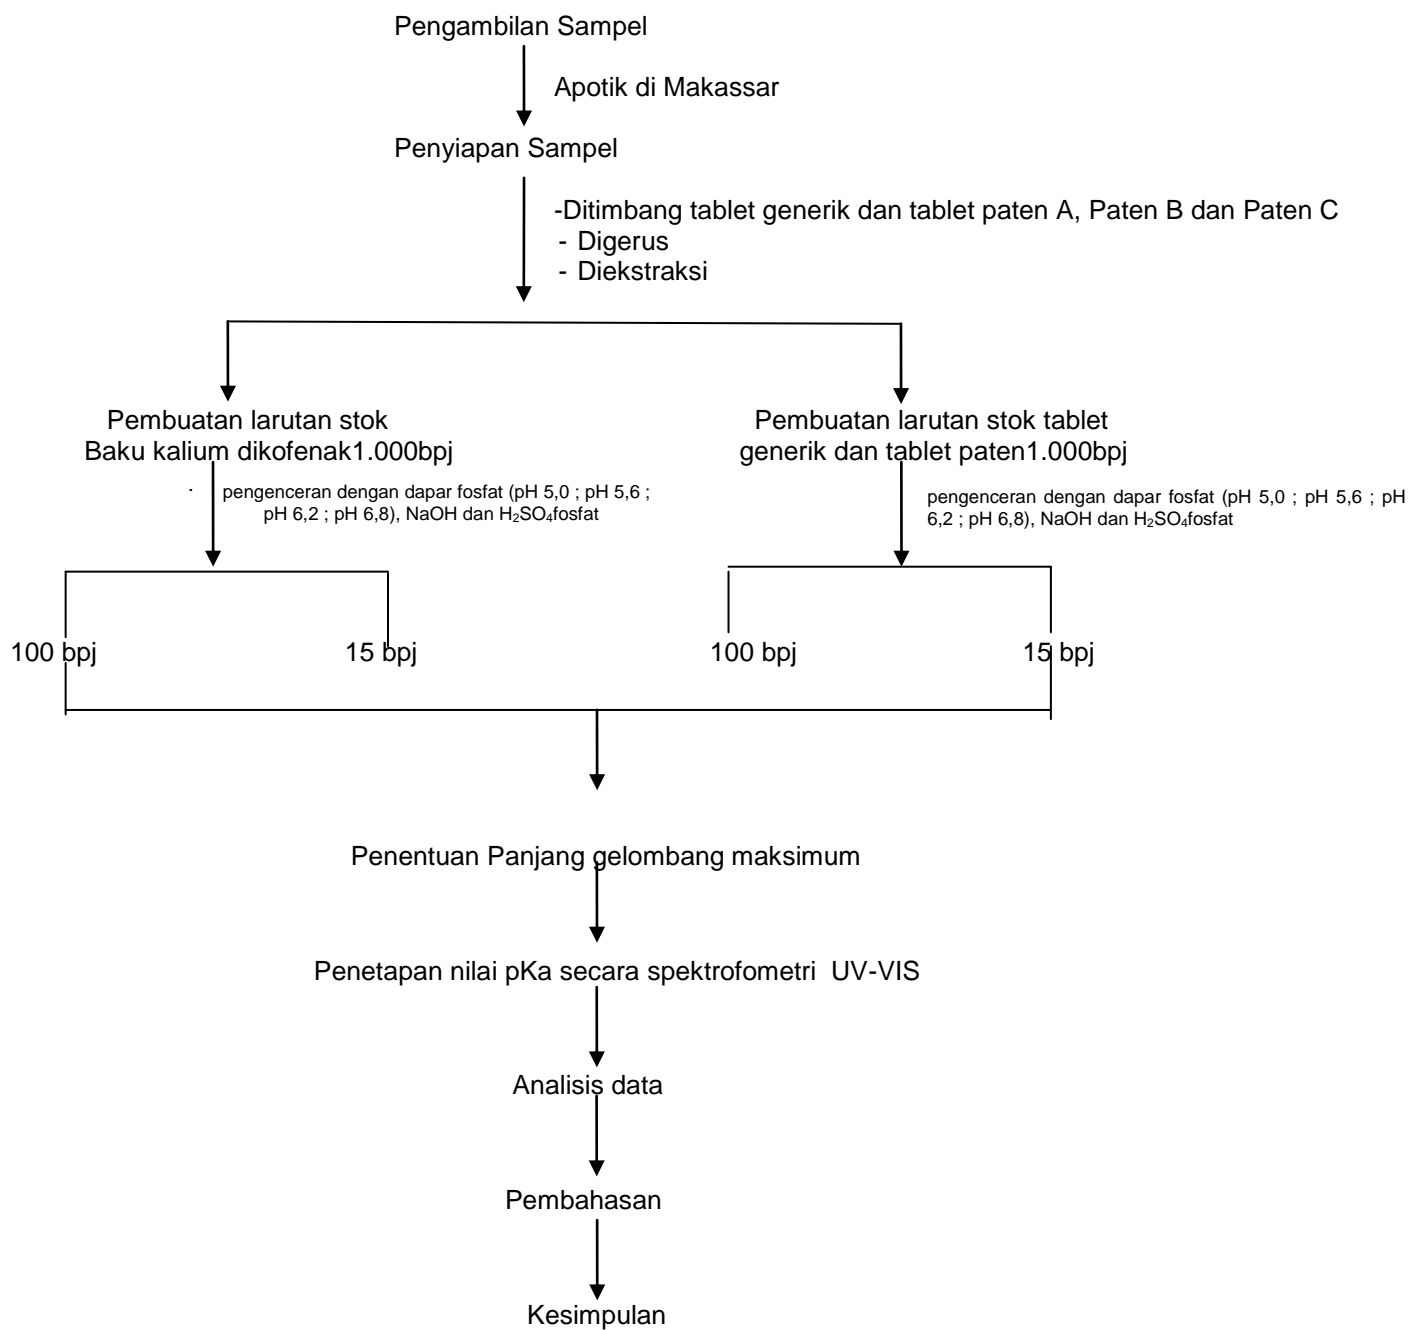 Pengambilan Sampel
Apotik di Makassar
Penyiapan Sampel
-Ditimbang tablet generik dan tablet paten A, Paten B dan Paten C
- Digerus
- Diekstraksi
Pembuatan larutan stok
Baku kalium dikofenak1.000bpj
pengenceran dengan dapar fosfat (pH 5,0 ; pH 5,6 ;
pH 6,2 ; pH 6,8), NaOH dan H₂SO₄fosfat
Pembuatan larutan stok tablet
generik dan tablet paten1.000bpj
pengenceran dengan dapar fosfat (pH 5,0 ; pH 5,6 ; pH
6,2 ; pH 6,8), NaOH dan H₂SO₄fosfat
100 bpj
15 bpj
100 bpj
15 bpj
Penentuan Panjang gelombang maksimum
Penetapan nilai pKa secara spektrofometri UV-VIS
Analisis data
Pembahasan
Kesimpulan